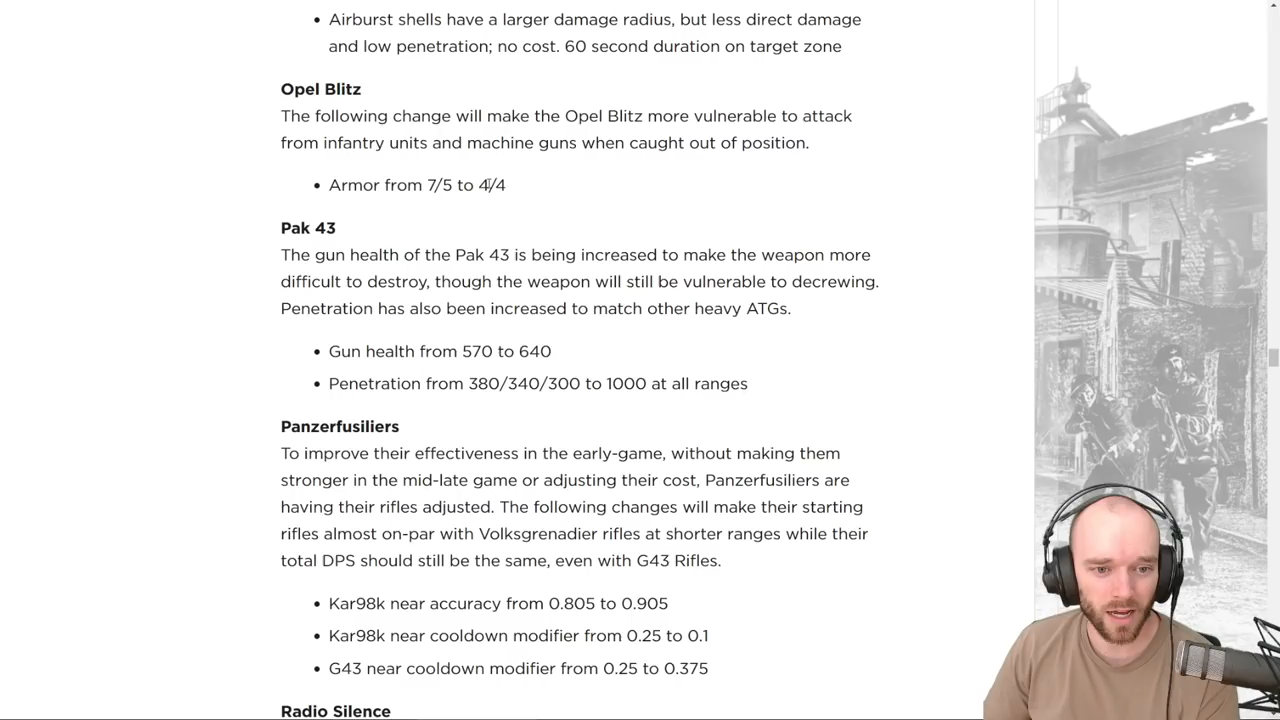 Airburst shells have a larger damage radius, but less direct damage
and low penetration; no cost. 60 second duration on target zone
Opel Blitz
The following change will make the Opel Blitz more vulnerable to attack
from infantry units and machine guns when caught out of position.
Armor from 7/5 to 4/4
Pak 43
The gun health of the Pak 43 is being increased to make the weapon more
difficult to destroy, though the weapon will still be vulnerable to decrewing.
Penetration has also been increased to match other heavy ATGs.
Gun health from 570 to 640
Penetration from 380/340/300 to 1000 at all ranges
Panzerfusiliers
To improve their effectiveness in the early-game, without making them
stronger in the mid-late game or adjusting their cost, Panzerfusiliers are
having their rifles adjusted. The following changes will make their starting
rifles almost on-par with Volksgrenadier rifles at shorter ranges while their
total DPS should still be the same, even with G43 Rifles.
Kar98k near accuracy from 0.805 to 0.905
Kar98k near cooldown modifier from 0.25 to 0.1
G43 near cooldown modifier from 0.25 to 0.375
Radio Silence